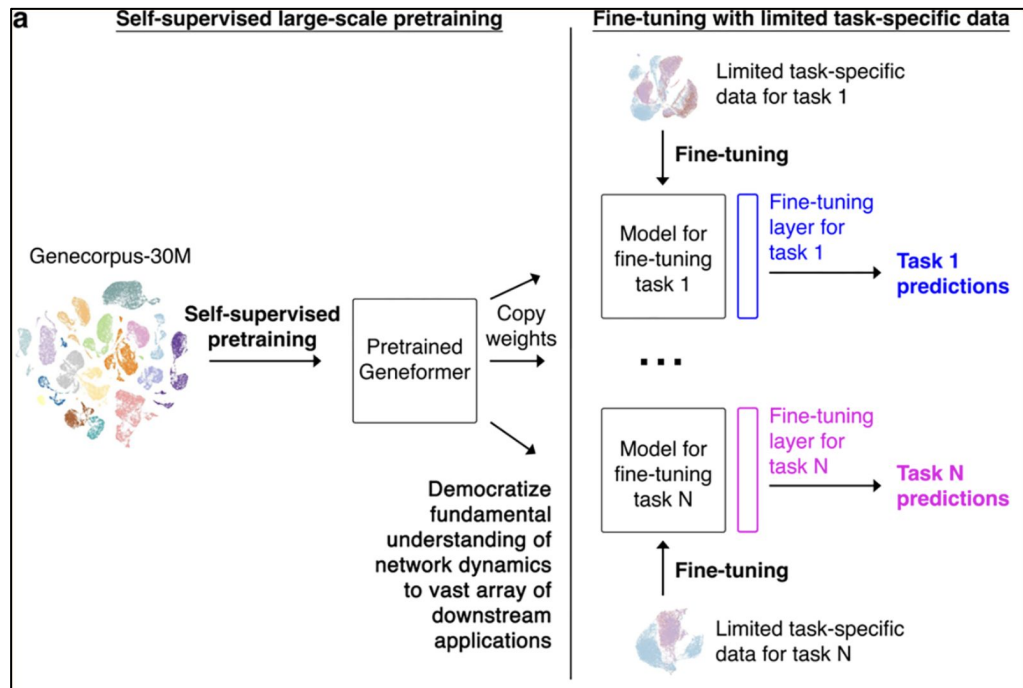 a
Self-supervised large-scale pretraining
Genecorpus-30M
Self-supervised
pretraining
Pretrained
Geneformer
Copy
weights
Democratize
fundamental
understanding of
network dynamics
to vast array of
downstream
applications
Fine-tuning with limited task-specific data
Limited task-specific
data for task 1
Fine-tuning
Model for
fine-tuning
task 1
Fine-tuning
layer for
task 1
Task 1
predictions
...
Model for
fine-tuning
task N
Fine-tuning
layer for
task N
Task N
predictions
Fine-tuning
Limited task-specific
data for task N